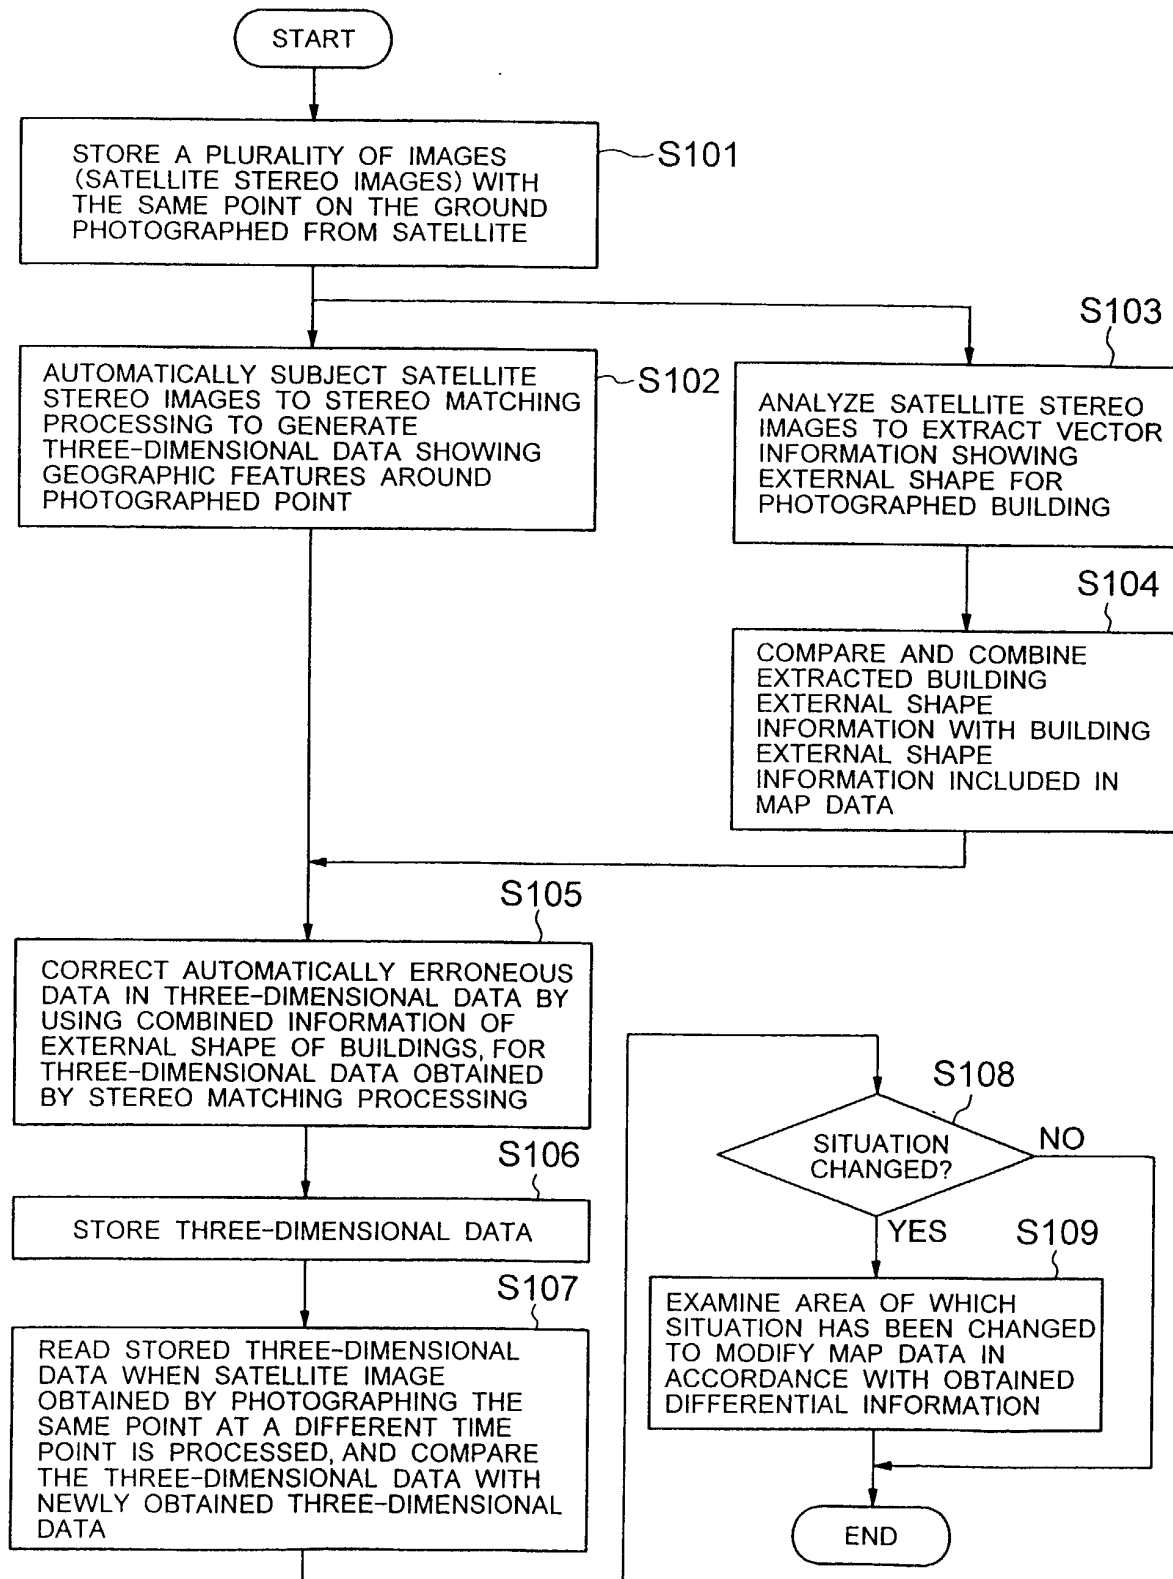 START
STORE A PLURALITY OF IMAGES
(SATELLITE STEREO IMAGES) WITH
THE SAME POINT ON THE GROUND
PHOTOGRAPHED FROM SATELLITE
S101
AUTOMATICALLY SUBJECT SATELLITE
STEREO IMAGES TO STEREO MATCHING
PROCESSING TO GENERATE
THREE-DIMENSIONAL DATA SHOWING
GEOGRAPHIC FEATURES AROUND
PHOTOGRAPHED POINT
S102
S103
ANALYZE SATELLITE STEREO
IMAGES TO EXTRACT VECTOR
INFORMATION SHOWING
EXTERNAL SHAPE FOR
PHOTOGRAPHED BUILDING
S104
COMPARE AND COMBINE
EXTRACTED BUILDING
EXTERNAL SHAPE
INFORMATION WITH BUILDING
EXTERNAL SHAPE
INFORMATION INCLUDED IN
MAP DATA
S105
CORRECT AUTOMATICALLY ERRONEOUS
DATA IN THREE-DIMENSIONAL DATA BY
USING COMBINED INFORMATION OF
EXTERNAL SHAPE OF BUILDINGS, FOR
THREE-DIMENSIONAL DATA OBTAINED
BY STEREO MATCHING PROCESSING
S106
STORE THREE-DIMENSIONAL DATA
S107
READ STORED THREE-DIMENSIONAL
DATA WHEN SATELLITE IMAGE
OBTAINED BY PHOTOGRAPHING THE
SAME POINT AT A DIFFERENT TIME
POINT IS PROCESSED, AND COMPARE
THE THREE-DIMENSIONAL DATA WITH
NEWLY OBTAINED THREE-DIMENSIONAL
DATA
S108
SITUATION
CHANGED?
NO
YES
S109
EXAMINE AREA OF WHICH
SITUATION HAS BEEN CHANGED
TO MODIFY MAP DATA IN
ACCORDANCE WITH OBTAINED
DIFFERENTIAL INFORMATION
END